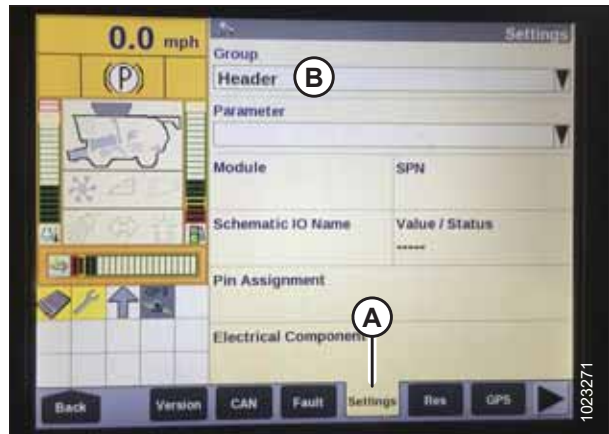 0.0 mph
(P)
Settings
Group
Header
B
Parameter
Module
SPN
Schematic IO Name
Value / Status
-----
Pin Assignment
A
Electrical Component
Back
Version
CAN
Fault
Settings
Res
GPS
1023271